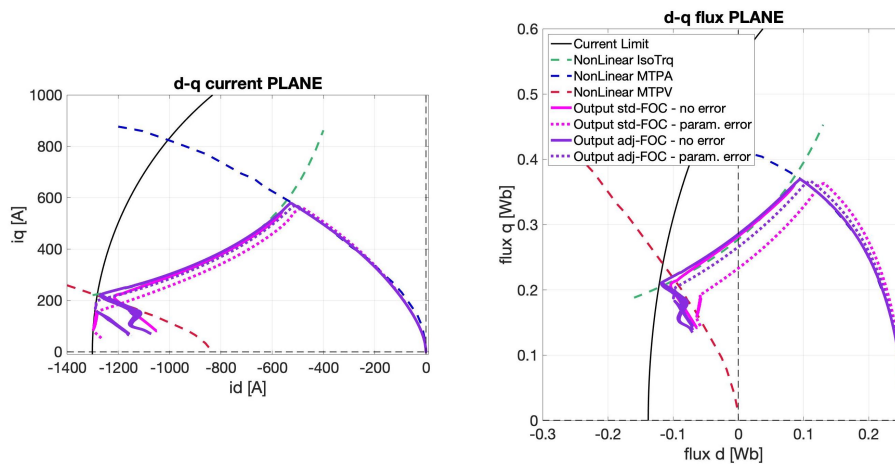 d-q current PLANE
1000
800
600
400
200
0
iq [A]
-1400
-1200
-1000
-800
-600
-400
-200
0
id [A]
d-q flux PLANE
0.6
0.5
0.4
0.3
0.2
0.1
0
flux q [Wb]
Current Limit
NonLinear IsoTrq
NonLinear MTPA
NonLinear MTPV
Output std-FOC - no error
Output std-FOC - param. error
Output adj-FOC - no error
Output adj-FOC - param. error
-0.3
-0.2
-0.1
0
0.1
0.2
flux d [Wb]